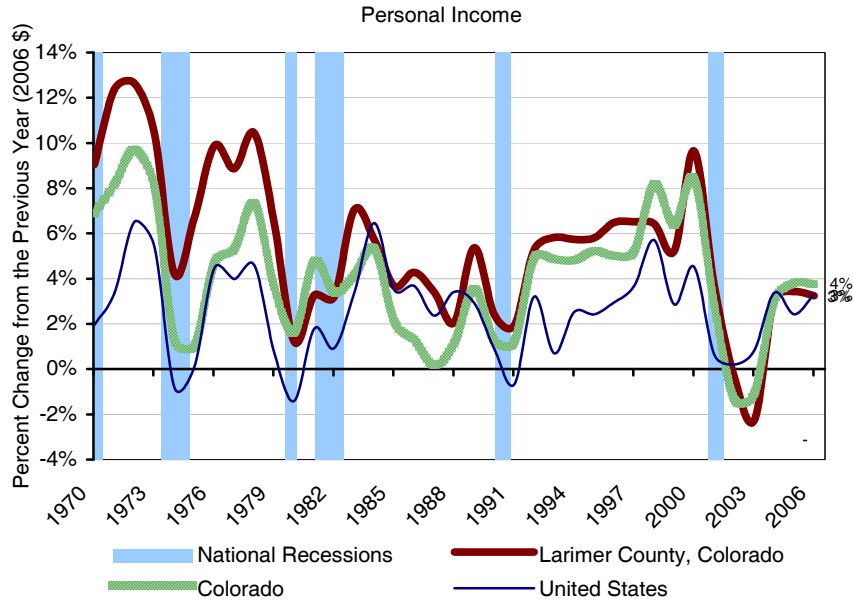 Personal Income
Percent Change from the Previous Year (2006 $)
14%
12%
10%
8%
6%
4%
2%
0%
-2%
-4%
4%
3%
-
1970 1973 1976 1979 1982 1985 1988 1991 1994 1997 2000 2003 2006
National Recessions Larimer County, Colorado
Colorado United States